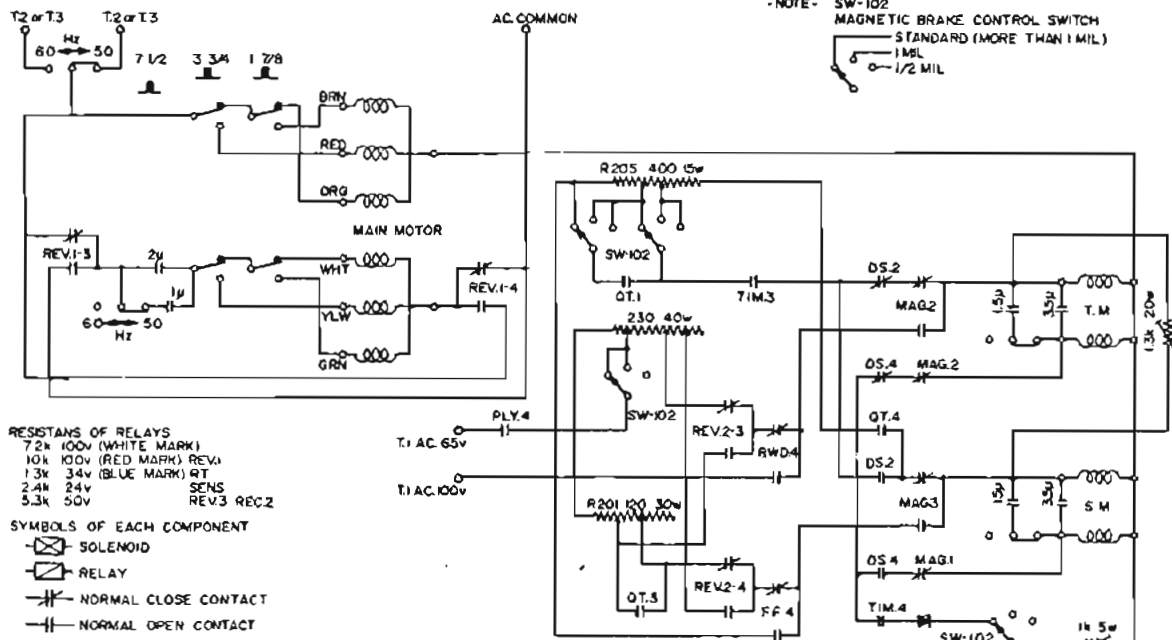 T.2 or T.3
T.2 or T.3
AC. COMMON
60 Hz 50
7 1/2
3 3/4
1 7/8
-NOTE- SW-102
MAGNETIC BRAKE CONTROL SWITCH
STANDARD (MORE THAN 1 MIL)
1 MIL
1/2 MIL
BRN
RED
ORG
MAIN MOTOR
REV.1-3
2μ
1μ
60 50
Hz
WHT
YLW
GRN
REV.1-4
R205 400 15w
SW-102
QT.1
TIM.3
DS.2
MAG.2
1.5μ
3.5μ
T.M
1.3k 20w
230 40w
SW-102
DS.4 MAG.2
PLY.4
T.1 AC.65v
REV.2-3
RWD.4
QT.4
T.1 AC.100v
DS.2
MAG3
1.5μ
3.5μ
S M
R201 120 30w
QT.3
REV.2-4
F.F.4
DS.4 MAG.1
TIM.4
SW-102
1k 5w
RESISTANS OF RELAYS
7.2k 100v (WHITE MARK)
10k 100v (RED MARK) REV.1
1.3k 34v (BLUE MARK) RT
2.4k 24v SENS
5.3k 50v REV.3 REC.2
SYMBOLS OF EACH COMPONENT
SOLENOID
RELAY
NORMAL CLOSE CONTACT
NORMAL OPEN CONTACT